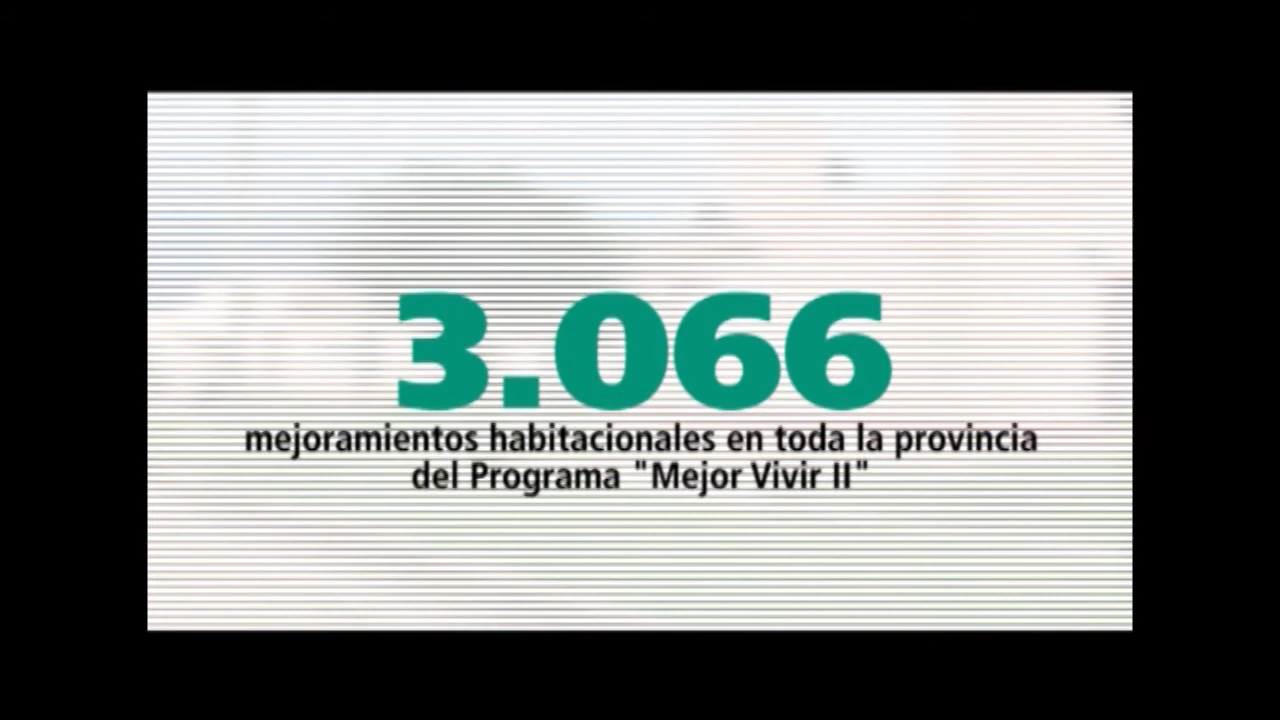 3.066
mejoramientos habitacionales en toda la provincia
del Programa "Mejor Vivir II"